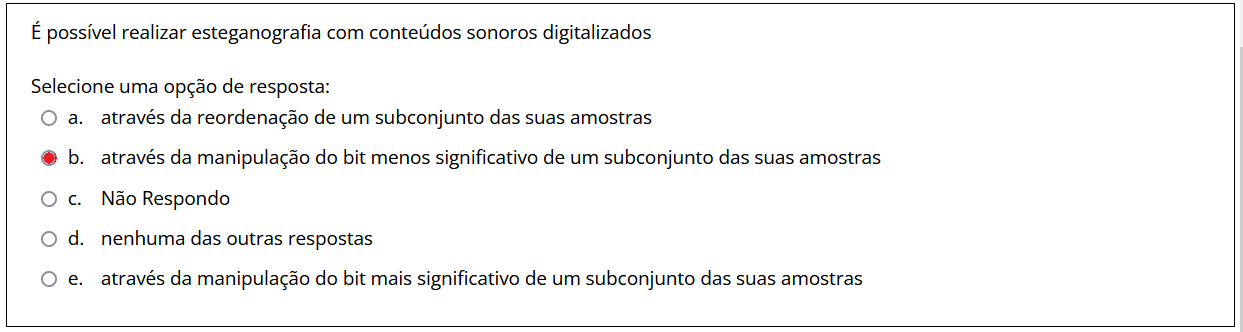 É possível realizar esteganografia com conteúdos sonoros digitalizados
Selecione uma opção de resposta:
a. através da reordenação de um subconjunto das suas amostras
b. através da manipulação do bit menos significativo de um subconjunto das suas amostras
c. Não Respondo
d. nenhuma das outras respostas
e. através da manipulação do bit mais significativo de um subconjunto das suas amostras